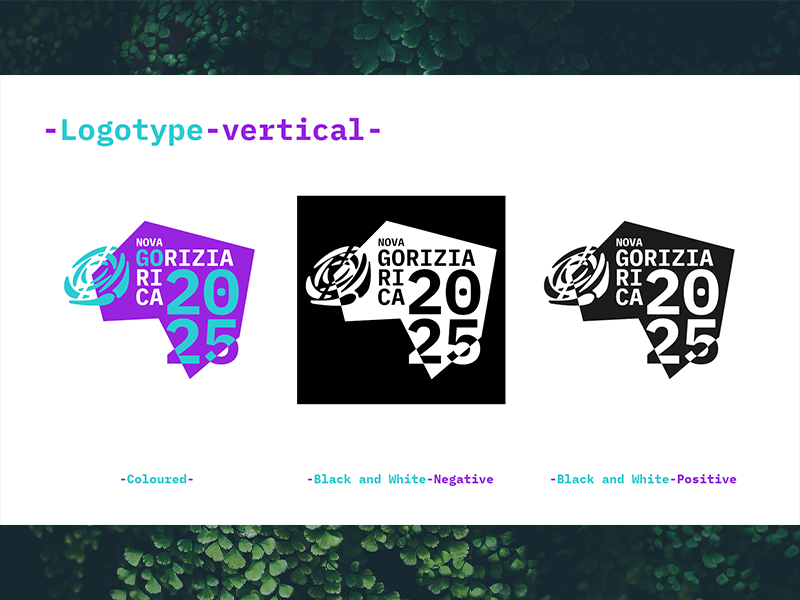 -Logotype-vertical-
NOVA
GORIZIA
RI
CA
20
25
NOVA
GORIZIA
RI
CA
20
25
NOVA
GORIZIA
RI
CA
20
25
-Coloured-
-Black and White-Negative
-Black and White-Positive